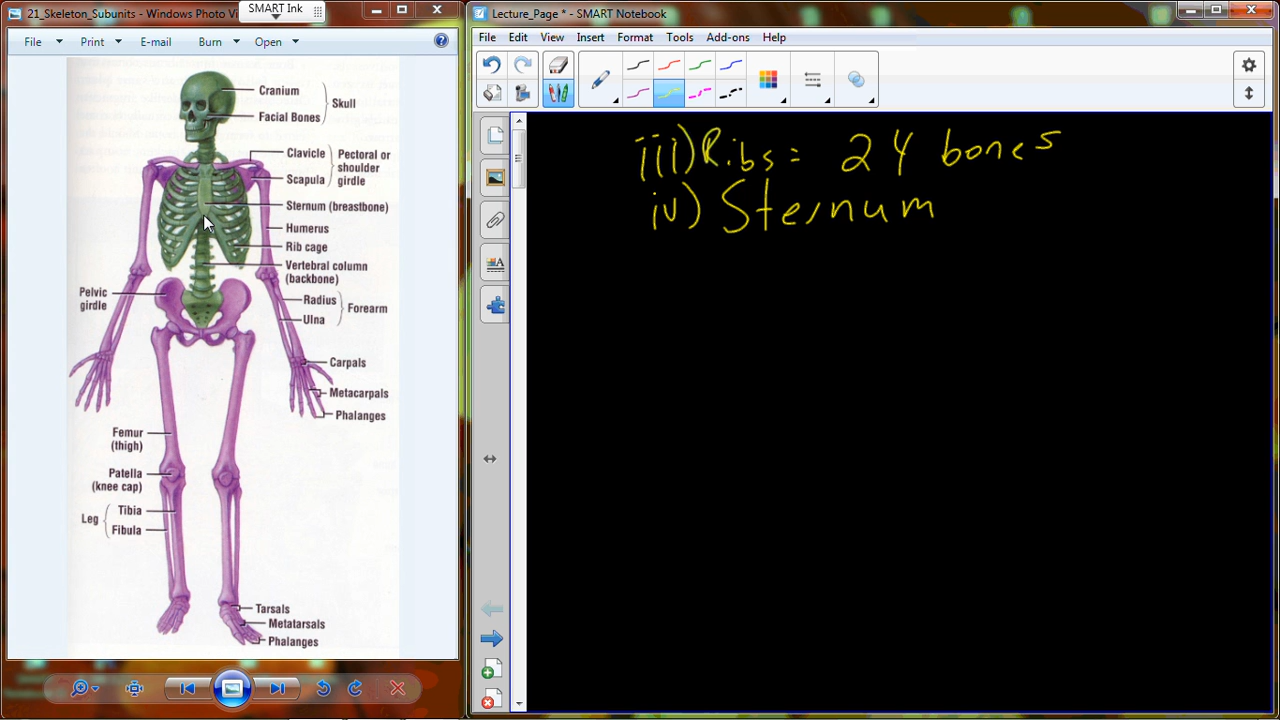 21_Skeleton_Subunits - Windows Photo Vi
SMART Ink
File Print E-mail Burn Open
Cranium
Facial Bones
Skull
Clavicle
Scapula
Pectoral or
shoulder
girdle
Sternum (breastbone)
Humerus
Rib cage
Vertebral column
(backbone)
Pelvic
girdle
Radius
Ulna
Forearm
Carpals
Metacarpals
Phalanges
Femur
(thigh)
Patella
(knee cap)
Leg
Tibia
Fibula
Tarsals
Metatarsals
Phalanges
Lecture_Page * - SMART Notebook
File Edit View Insert Format Tools Add-ons Help
iii) Ribs = 24 bones
iv) Sternum